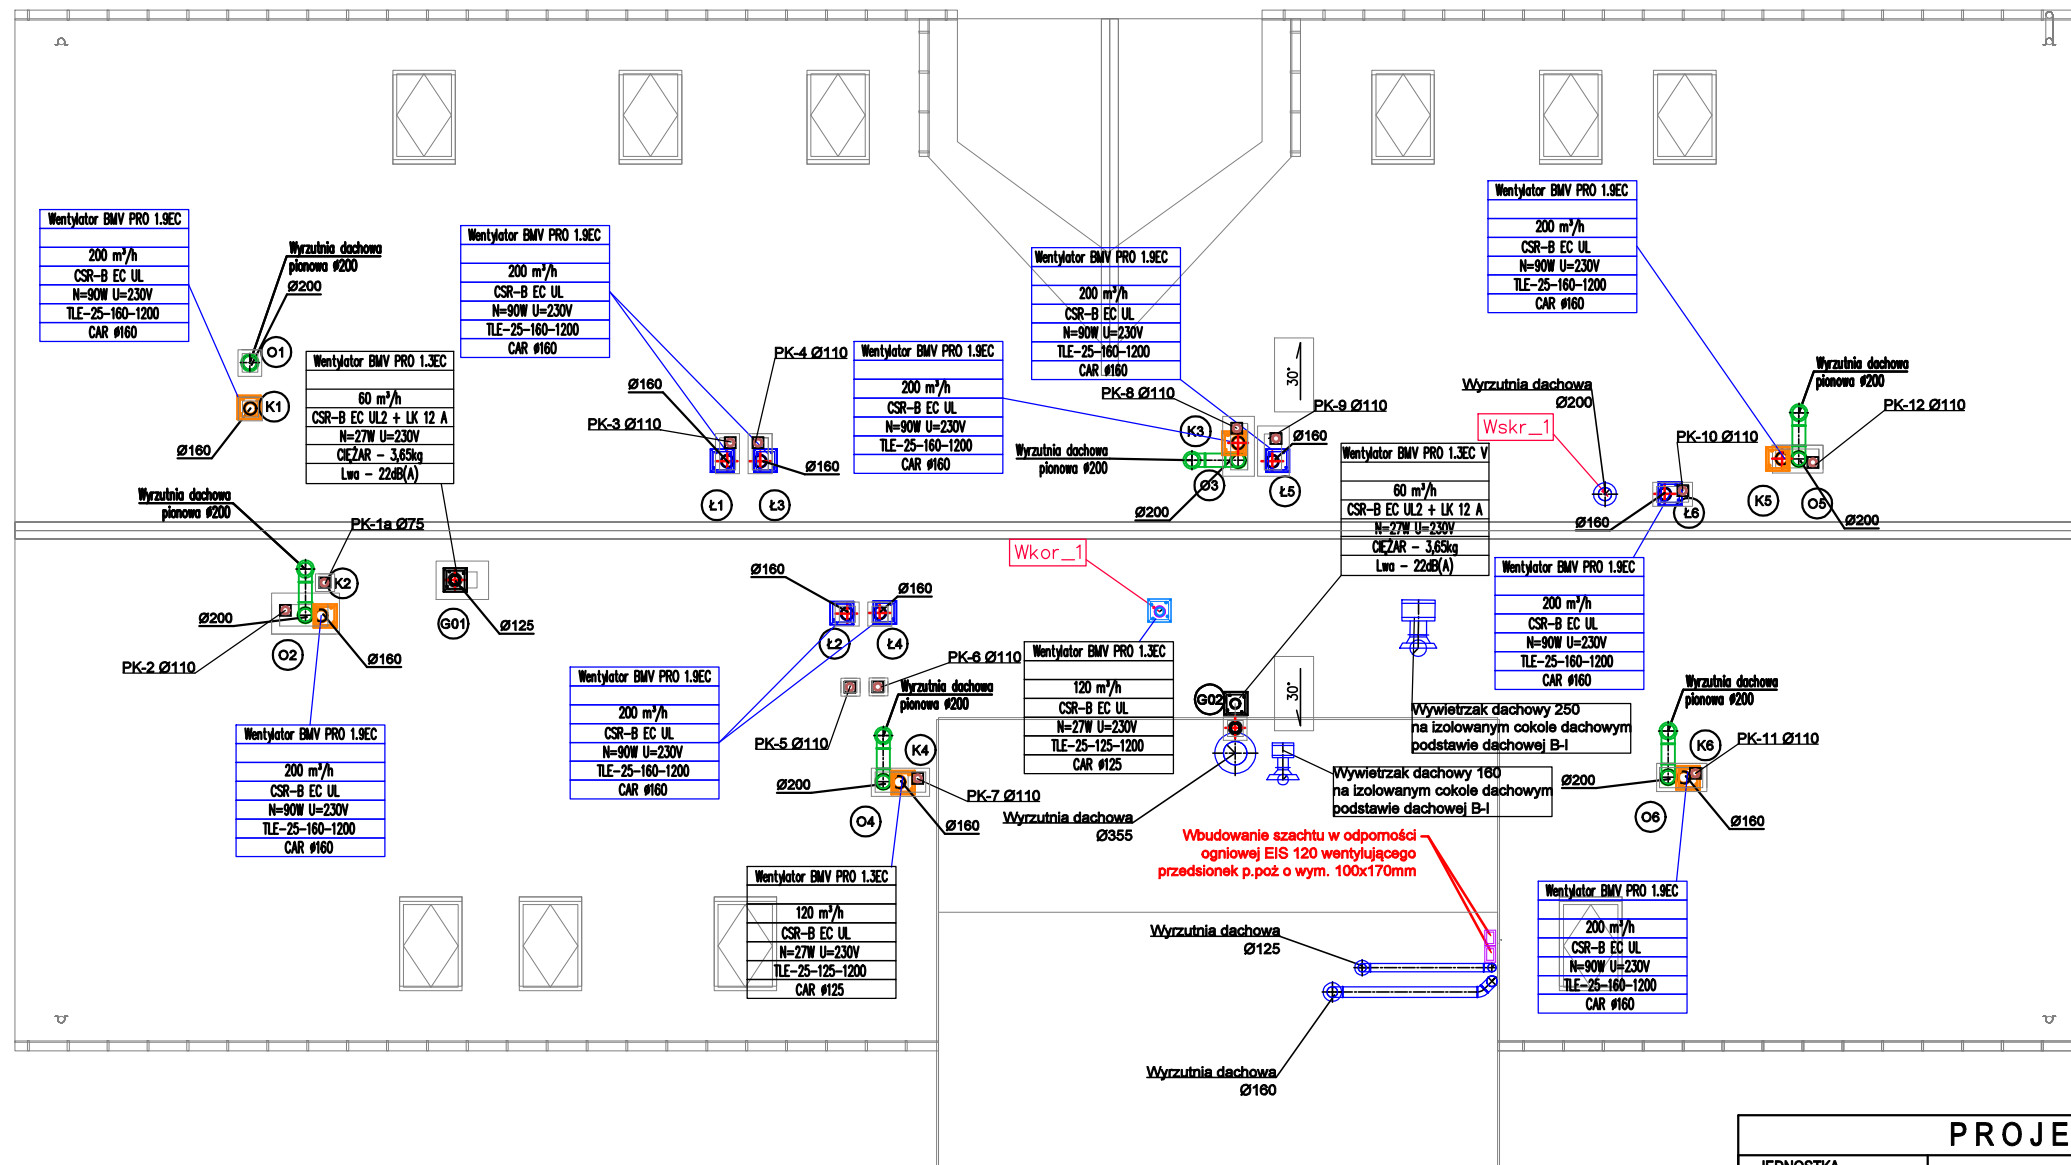 Wentylator BMV PRO 1.9EC
200 m³/h
CSR-B EC UL
N=90W U=230V
TLE-25-160-1200
CAR ø160
Wyrzutnia dachowa
pionowa ø200
Ø200
O1
K1
Ø160
Wentylator BMV PRO 1.3EC
60 m³/h
CSR-B EC UL2 + LK 12 A
N=27W U=230V
CIĘŻAR - 3,65kg
Lwa - 22dB(A)
Wentylator BMV PRO 1.9EC
200 m³/h
CSR-B EC UL
N=90W U=230V
TLE-25-160-1200
CAR ø160
PK-4 Ø110
Ø160
PK-3 Ø110
Ø160
Ł1
Ł3
Wentylator BMV PRO 1.9EC
200 m³/h
CSR-B EC UL
N=90W U=230V
TLE-25-160-1200
CAR ø160
Wentylator BMV PRO 1.9EC
200 m³/h
CSR-B EC UL
N=90W U=230V
TLE-25-160-1200
CAR ø160
PK-8 Ø110
K3
Wyrzutnia dachowa
pionowa ø200
O3
Ø200
30°
PK-9 Ø110
Ø160
Ł5
Wentylator BMV PRO 1.3EC V
60 m³/h
CSR-B EC UL2 + LK 12 A
N=27W U=230V
CIĘŻAR - 3,65kg
Lwa - 22dB(A)
Wentylator BMV PRO 1.9EC
200 m³/h
CSR-B EC UL
N=90W U=230V
TLE-25-160-1200
CAR ø160
Wyrzutnia dachowa
Ø200
Wskr_1
PK-10 Ø110
Ø160
Ł6
Wyrzutnia dachowa
pionowa ø200
PK-12 Ø110
K5
O5
Ø200
Wyrzutnia dachowa
pionowa ø200
PK-1a Ø75
K2
Ø200
O2
PK-2 Ø110
Ø160
G01
Ø125
Wentylator BMV PRO 1.9EC
200 m³/h
CSR-B EC UL
N=90W U=230V
TLE-25-160-1200
CAR ø160
Ø160
Ø160
Ł2
Ł4
Wentylator BMV PRO 1.9EC
200 m³/h
CSR-B EC UL
N=90W U=230V
TLE-25-160-1200
CAR ø160
PK-6 Ø110
Wyrzutnia dachowa
pionowa ø200
PK-5 Ø110
K4
Ø200
PK-7 Ø110
O4
Ø160
Wentylator BMV PRO 1.3EC
120 m³/h
CSR-B EC UL
N=27W U=230V
TLE-25-125-1200
CAR ø125
Wkor_1
Wentylator BMV PRO 1.3EC
120 m³/h
CSR-B EC UL
N=27W U=230V
TLE-25-125-1200
CAR ø125
G02
30°
Wyrzutnia dachowa
Ø355
Wywietrzak dachowy 250
na izolowanym cokole dachowym
podstawie dachowej B-I
Wywietrzak dachowy 160
na izolowanym cokole dachowym
podstawie dachowej B-I
Wbudowanie szachtu w odporności
ogniowej EIS 120 wentylującego
przedsionek p.poż o wym. 100x170mm
Wentylator BMV PRO 1.9EC
200 m³/h
CSR-B EC UL
N=90W U=230V
TLE-25-160-1200
CAR ø160
Wyrzutnia dachowa
pionowa ø200
K6
PK-11 Ø110
Ø200
O6
Ø160
Wentylator BMV PRO 1.9EC
200 m³/h
CSR-B EC UL
N=90W U=230V
TLE-25-160-1200
CAR ø160
Wyrzutnia dachowa
Ø125
Wyrzutnia dachowa
Ø160
PROJE
JEDNOSTKA